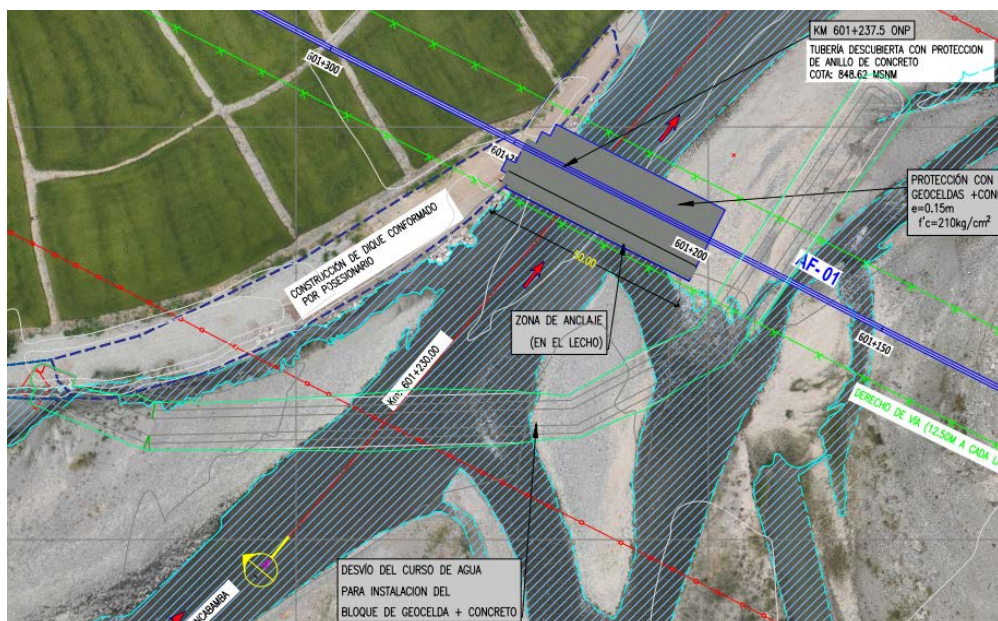 KM 601+237.5 ONP
TUBERÍA DESCUBIERTA CON PROTECCION
DE ANILLO DE CONCRETO
COTA: 848.62 MSNM
601+300
PROTECCIÓN CON
GEOCELDAS +CON
e=0.15m
f'c=210kg/cm²
CONSTRUCCIÓN DE DIQUE CONFORMADO
POR POSESIONARIO
601+200
50.00
AF-01
ZONA DE ANCLAJE
(EN EL LECHO)
601+150
Km: 601+230.00
DERECHO DE VIA (12.50M A CADA LA
DESVÍO DEL CURSO DE AGUA
PARA INSTALACION DEL
BLOQUE DE GEOCELDA + CONCRETO
NCABAMBA